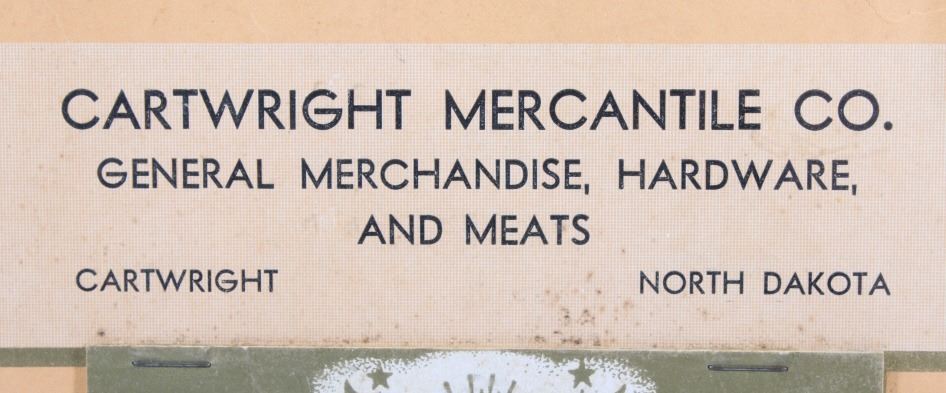 CARTWRIGHT MERCANTILE CO.
GENERAL MERCHANDISE, HARDWARE,
AND MEATS
CARTWRIGHT NORTH DAKOTA